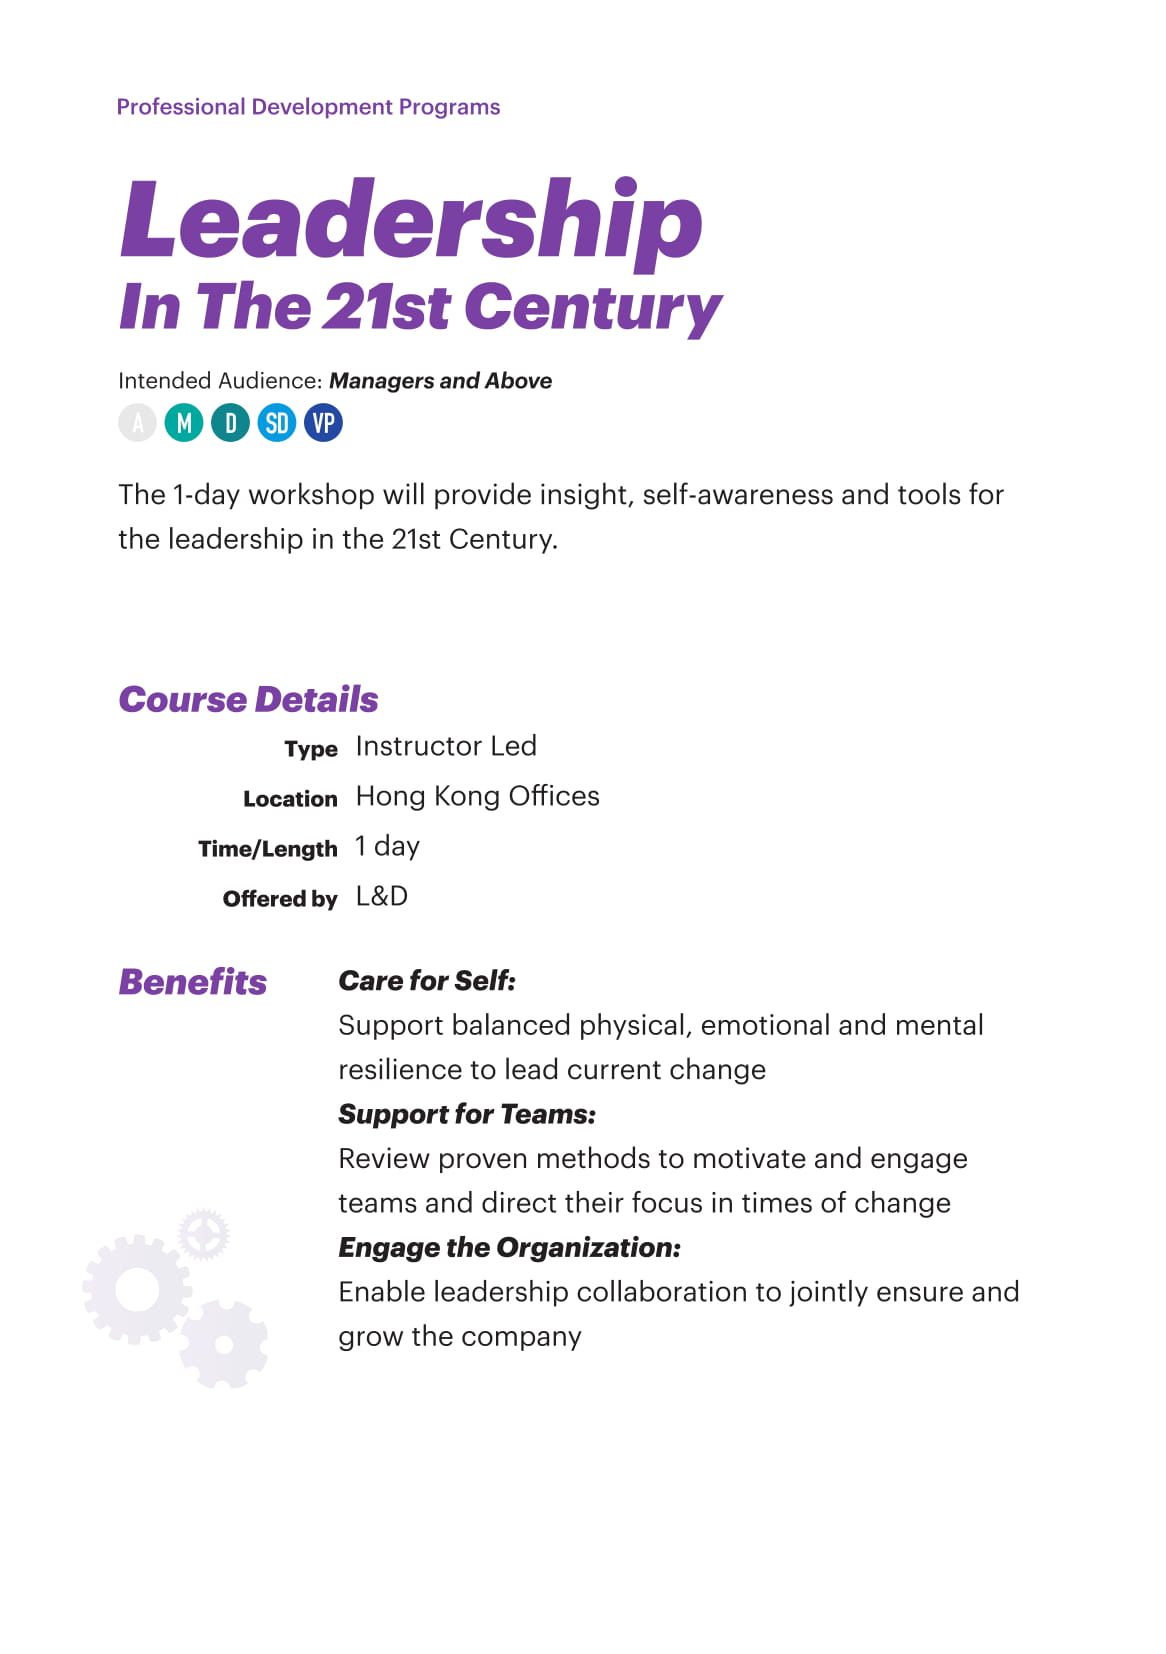 Professional Development Programs
Leadership
In The 21st Century
Intended Audience: Managers and Above
A M D SD VP
The 1-day workshop will provide insight, self-awareness and tools for
the leadership in the 21st Century.
Course Details
Type Instructor Led
Location Hong Kong Offices
Time/Length 1 day
Offered by L&D
Benefits Care for Self:
Support balanced physical, emotional and mental
resilience to lead current change
Support for Teams:
Review proven methods to motivate and engage
teams and direct their focus in times of change
Engage the Organization:
Enable leadership collaboration to jointly ensure and
grow the company